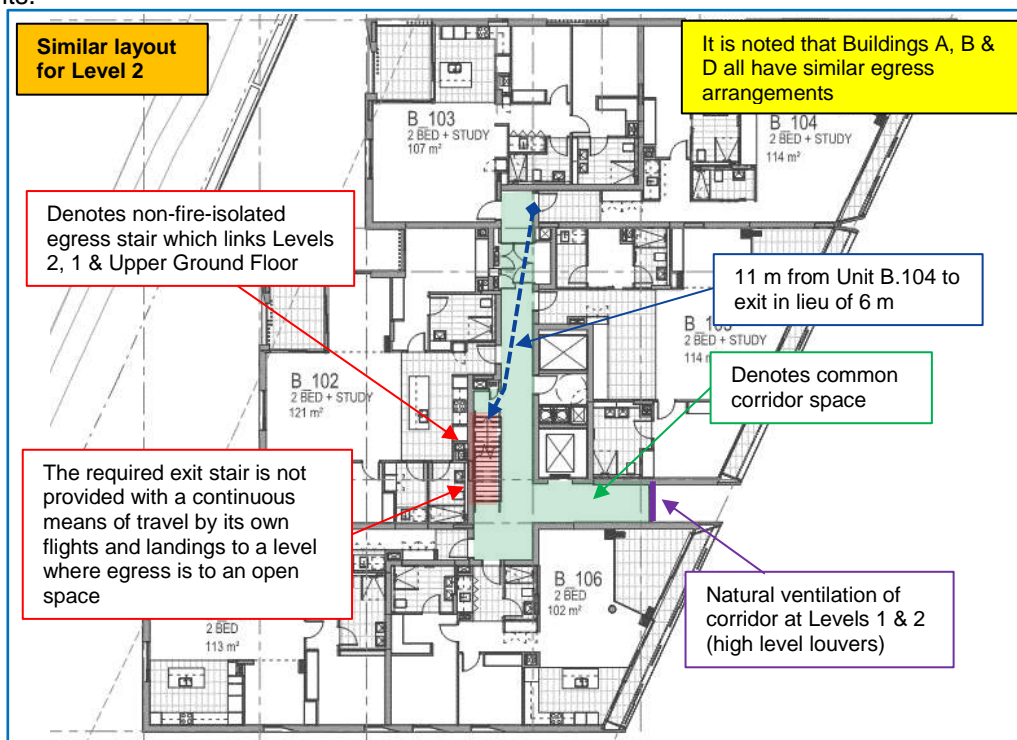 nts.
Similar layout
for Level 2
It is noted that Buildings A, B &
D all have similar egress
arrangements
B_103
2 BED + STUDY
107 m²
B_104
2 BED + STUDY
114 m²
Denotes non-fire-isolated
egress stair which links Levels
2, 1 & Upper Ground Floor
11 m from Unit B.104 to
exit in lieu of 6 m
2 BED + STUDY
114 m²
B_102
2 BED + STUDY
121 m²
Denotes common
corridor space
The required exit stair is not
provided with a continuous
means of travel by its own
flights and landings to a level
where egress is to an open
space
B_106
2 BED
102 m²
Natural ventilation of
corridor at Levels 1 & 2
(high level louvers)
2 BED
113 m²